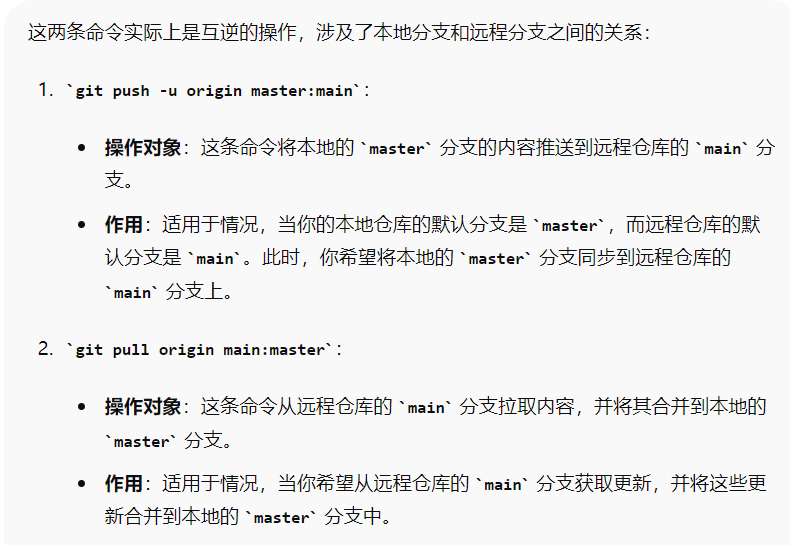 这两条命令实际上是互逆的操作，涉及了本地分支和远程分支之间的关系：
1. `git push -u origin master:main`：
• 操作对象：这条命令将本地的 `master` 分支的内容推送到远程仓库的 `main` 分
支。
• 作用：适用于情况，当你的本地仓库的默认分支是 `master`，而远程仓库的默
认分支是 `main`。此时，你希望将本地的 `master` 分支同步到远程仓库的
`main` 分支上。
2. `git pull origin main:master`：
• 操作对象：这条命令从远程仓库的 `main` 分支拉取内容，并将其合并到本地的
`master` 分支。
• 作用：适用于情况，当你希望从远程仓库的 `main` 分支获取更新，并将这些更
新合并到本地的 `master` 分支中。